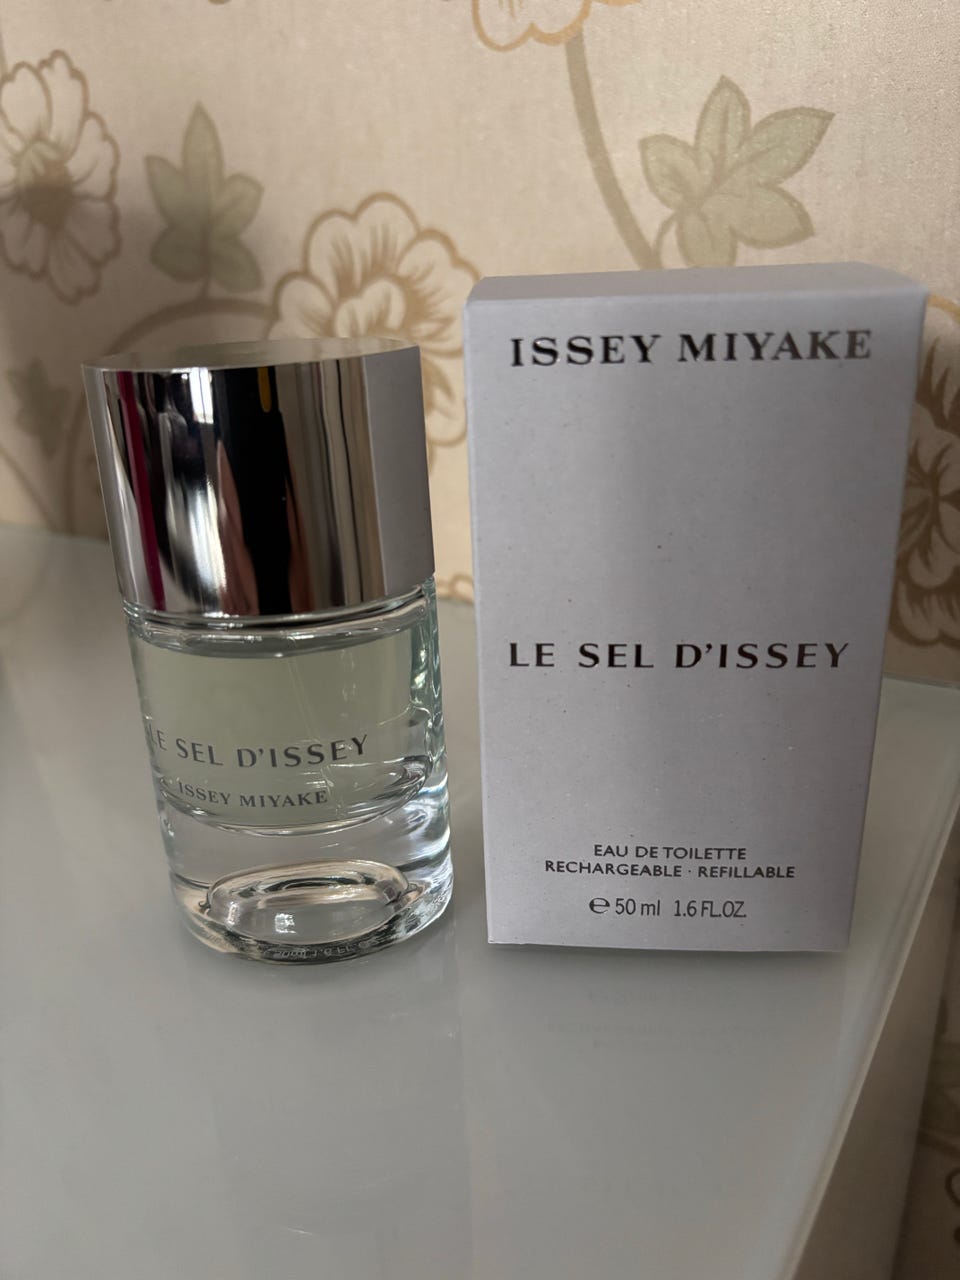 LE SEL D'ISSEY
ISSEY MIYAKE
ISSEY MIYAKE
LE SEL D'ISSEY
EAU DE TOILETTE
RECHARGEABLE · REFILLABLE
℮ 50 ml 1.6 FL.OZ.